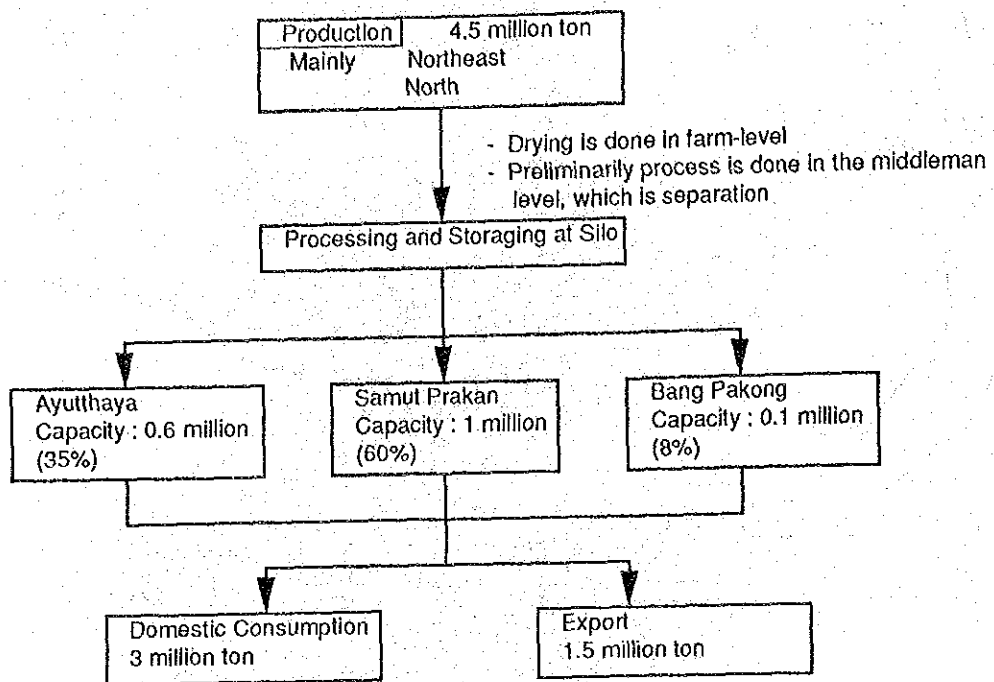 Production 4.5 million ton
Mainly Northeast
North
- Drying is done in farm-level
- Preliminarily process is done in the middleman
level, which is separation
Processing and Storaging at Silo
Ayutthaya
Capacity : 0.6 million
(35%)
Samut Prakan
Capacity : 1 million
(60%)
Bang Pakong
Capacity : 0.1 million
(8%)
Domestic Consumption
3 million ton
Export
1.5 million ton